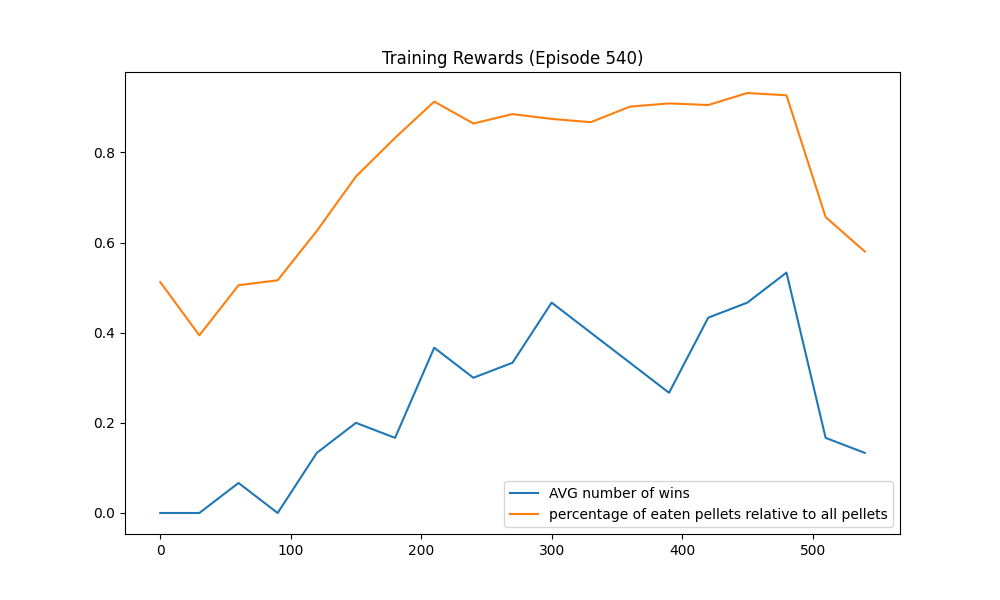 Training Rewards (Episode 540)
0.8
0.6
0.4
0.2
0.0
AVG number of wins
percentage of eaten pellets relative to all pellets
0 100 200 300 400 500